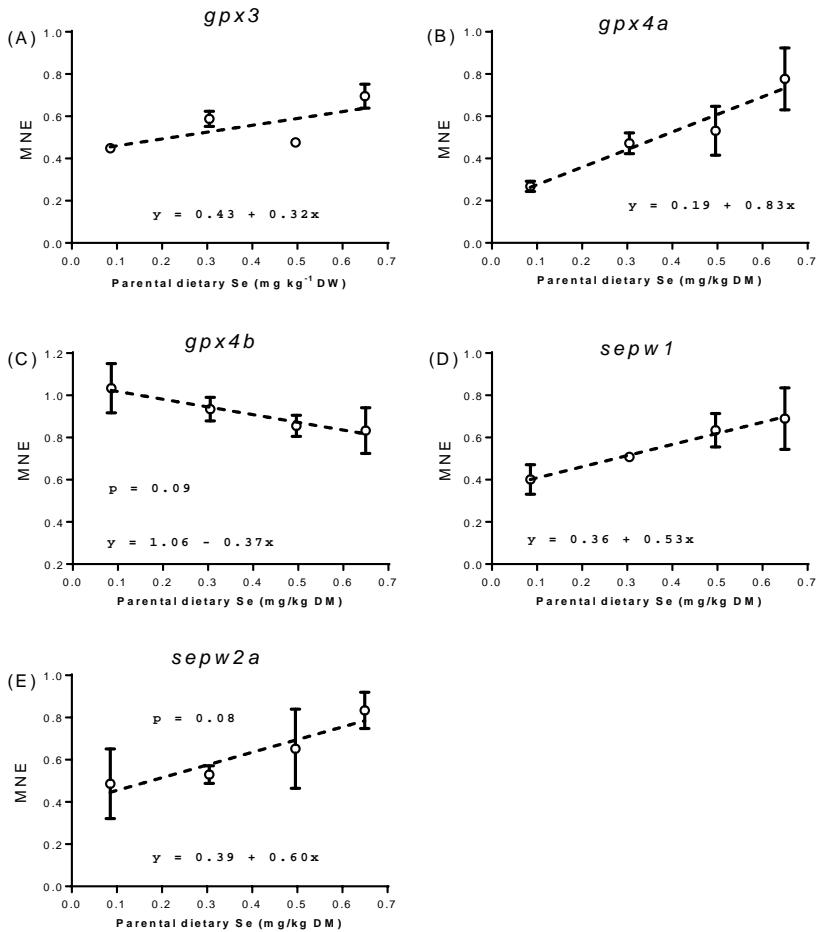 gpx3
(A)
1.0
0.8
0.6
0.4
0.2
0.0
MNE
y = 0.43 + 0.32x
0.0 0.1 0.2 0.3 0.4 0.5 0.6 0.7
Parental dietary Se (mg kg⁻¹ DW)
gpx4a
(B)
1.0
0.8
0.6
0.4
0.2
0.0
MNE
y = 0.19 + 0.83x
0.0 0.1 0.2 0.3 0.4 0.5 0.6 0.7
Parental dietary Se (mg/kg DM)
gpx4b
(C)
1.2
1.0
0.8
0.6
0.4
0.2
MNE
p = 0.09
y = 1.06 - 0.37x
0.0 0.1 0.2 0.3 0.4 0.5 0.6 0.7
Parental dietary Se (mg/kg DM)
sepw1
(D)
1.0
0.8
0.6
0.4
0.2
0.0
MNE
y = 0.36 + 0.53x
0.0 0.1 0.2 0.3 0.4 0.5 0.6 0.7
Parental dietary Se (mg/kg DM)
sepw2a
(E)
1.0
0.8
0.6
0.4
0.2
0.0
MNE
p = 0.08
y = 0.39 + 0.60x
0.0 0.1 0.2 0.3 0.4 0.5 0.6 0.7
Parental dietary Se (mg/kg DM)